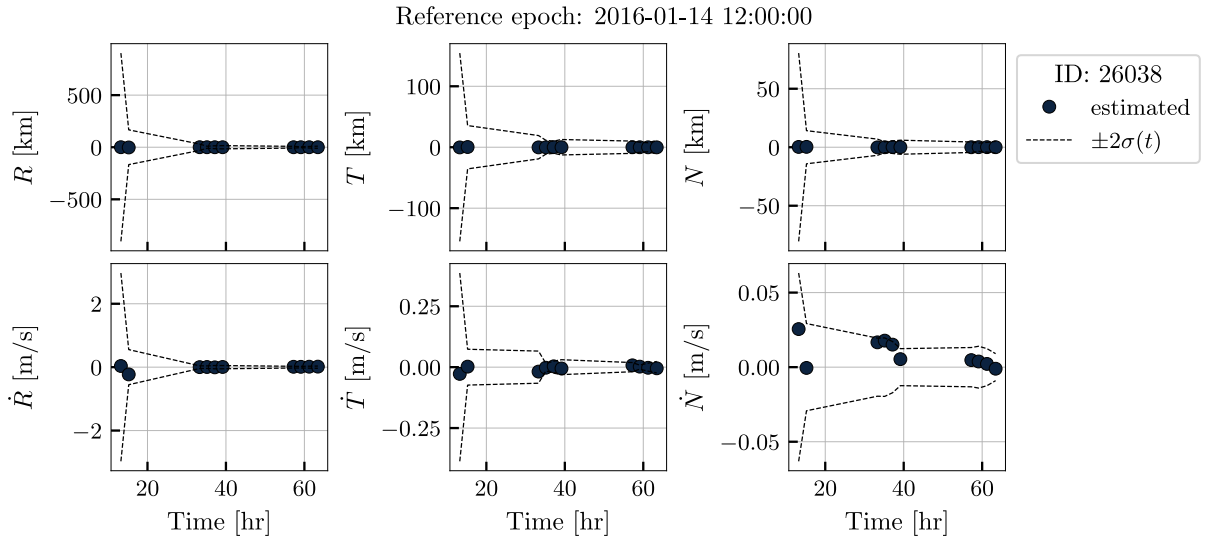 Reference epoch: 2016-01-14 12:00:00
R [km]
500
0
−500
T [km]
100
0
−100
N [km]
50
0
−50
ID: 26038
estimated
±2σ(t)
Ṙ [m/s]
2
0
−2
20 40 60
Time [hr]
Ṫ [m/s]
0.25
0.00
−0.25
20 40 60
Time [hr]
Ṅ [m/s]
0.05
0.00
−0.05
20 40 60
Time [hr]